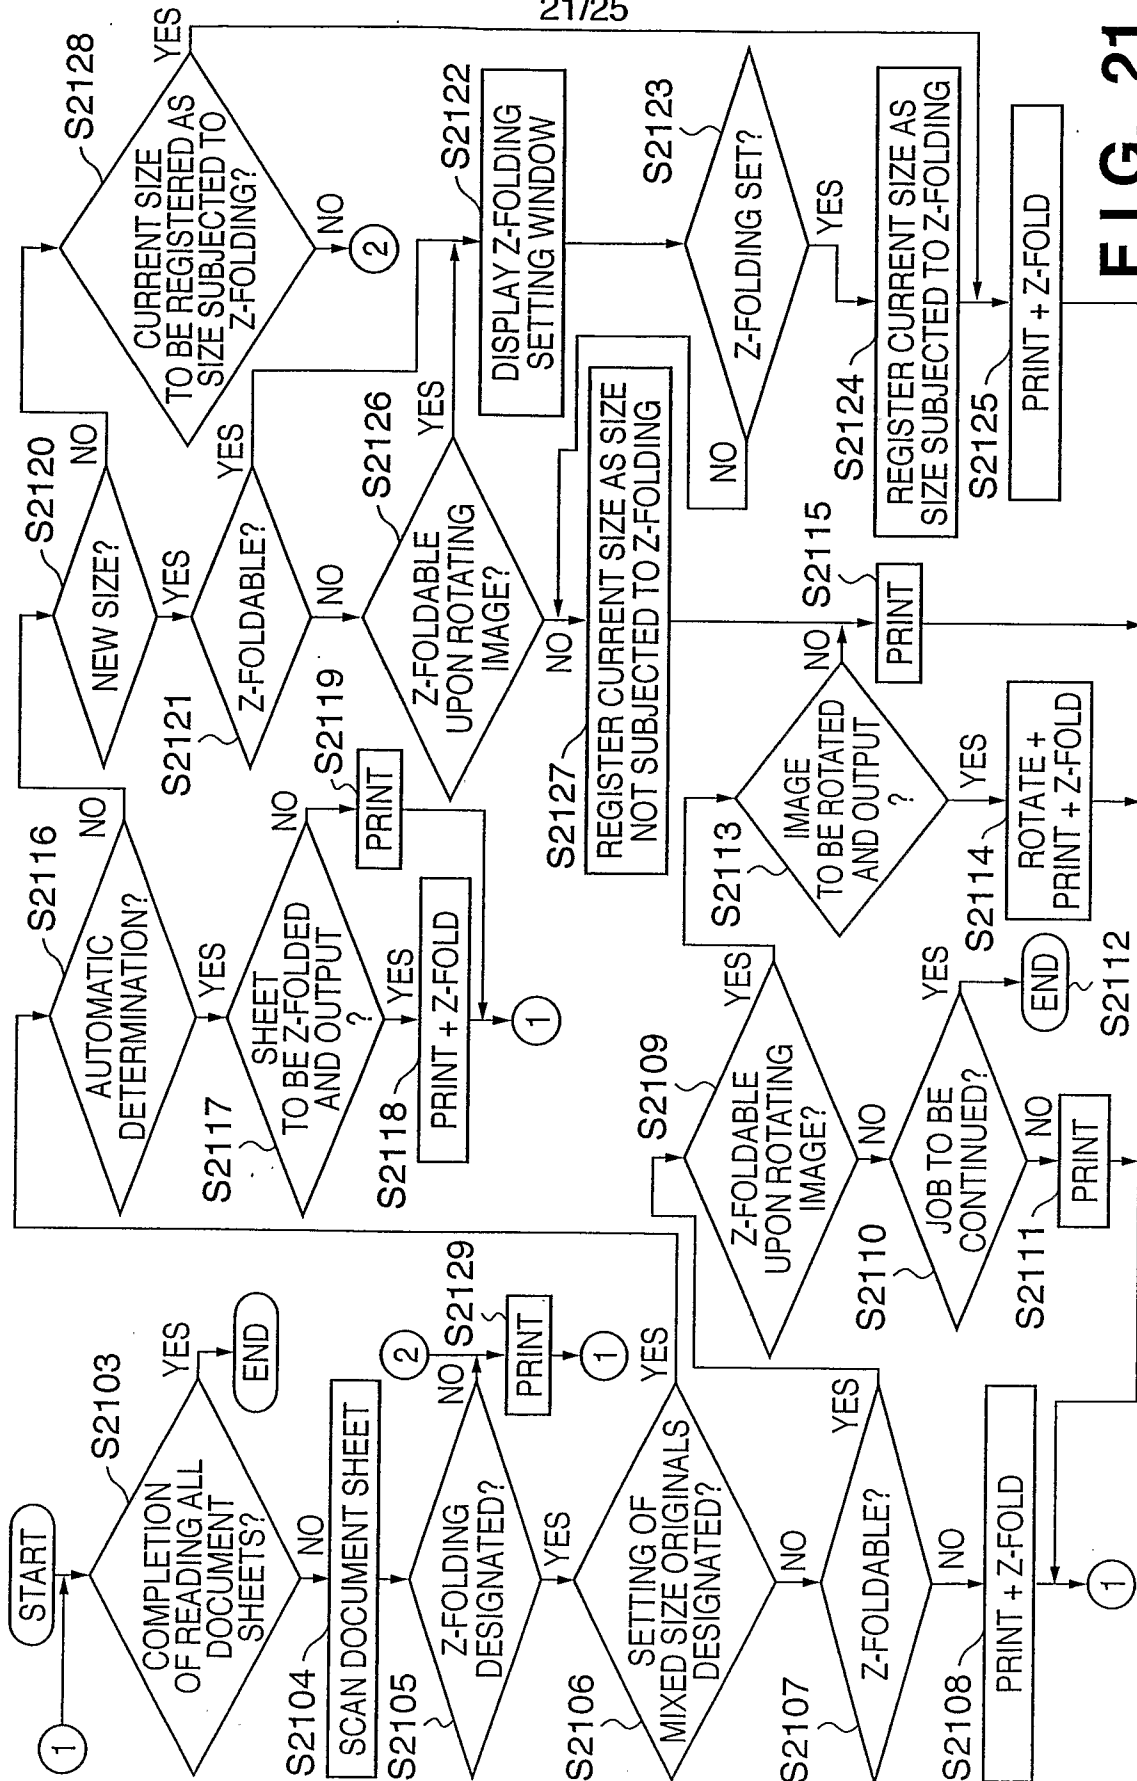 21/25
FIG. 21
START
1
COMPLETION
OF READING ALL
DOCUMENT
SHEETS?
S2103
YES
END
NO
S2104
SCAN DOCUMENT SHEET
S2105
Z-FOLDING
DESIGNATED?
NO
2
S2129
PRINT
1
YES
S2106
SETTING OF
MIXED SIZE ORIGINALS
DESIGNATED?
YES
NO
S2107
Z-FOLDABLE?
YES
NO
S2108
PRINT + Z-FOLD
1
S2109
Z-FOLDABLE
UPON ROTATING
IMAGE?
YES
NO
S2110
JOB TO BE
CONTINUED?
YES
END
S2112
NO
S2111
PRINT
S2113
IMAGE
TO BE ROTATED
AND OUTPUT
?
NO
S2115
PRINT
YES
S2114
ROTATE +
PRINT + Z-FOLD
S2116
AUTOMATIC
DETERMINATION?
NO
YES
S2117
SHEET
TO BE Z-FOLDED
AND OUTPUT
?
NO
S2119
PRINT
YES
S2118
PRINT + Z-FOLD
1
S2120
NEW SIZE?
NO
YES
S2121
Z-FOLDABLE?
YES
NO
S2126
Z-FOLDABLE
UPON ROTATING
IMAGE?
YES
NO
S2127
REGISTER CURRENT SIZE AS SIZE
NOT SUBJECTED TO Z-FOLDING
S2128
CURRENT SIZE
TO BE REGISTERED AS
SIZE SUBJECTED TO
Z-FOLDING?
YES
NO
2
S2122
DISPLAY Z-FOLDING
SETTING WINDOW
S2123
Z-FOLDING SET?
NO
YES
S2124
REGISTER CURRENT SIZE AS
SIZE SUBJECTED TO Z-FOLDING
S2125
PRINT + Z-FOLD